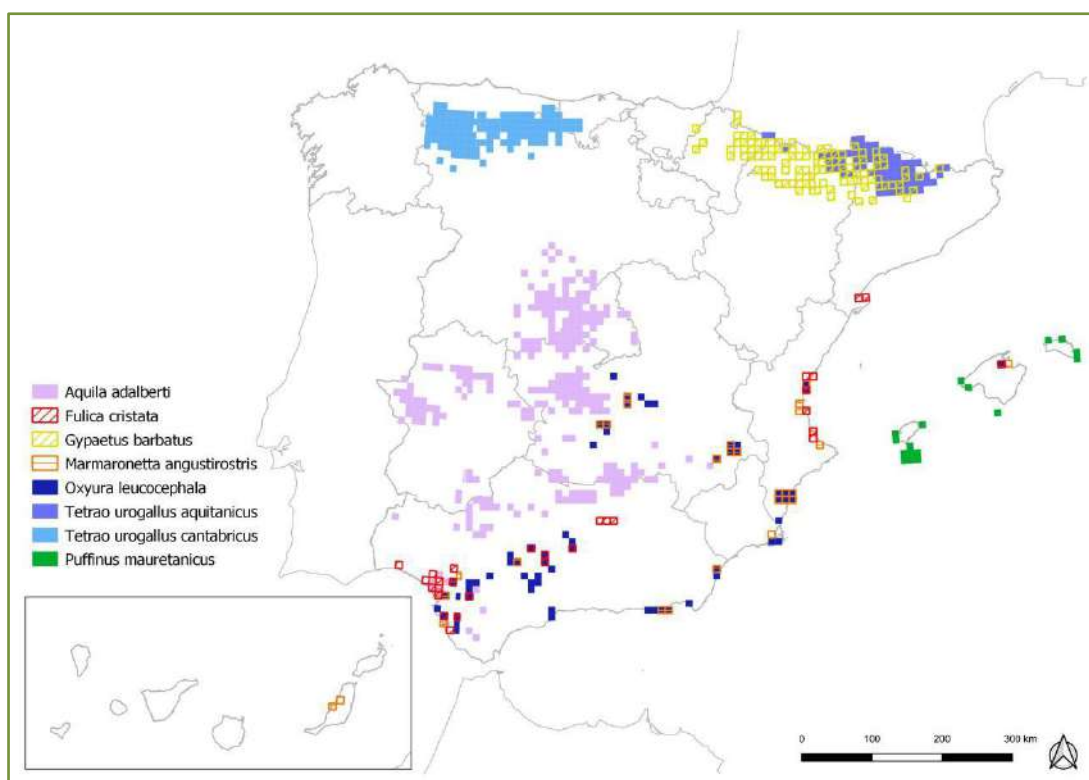 Aquila adalberti
Fulica cristata
Gypaetus barbatus
Marmaronetta angustirostris
Oxyura leucocephala
Tetrao urogallus aquitanicus
Tetrao urogallus cantabricus
Puffinus mauretanicus
0 100 200 300 km